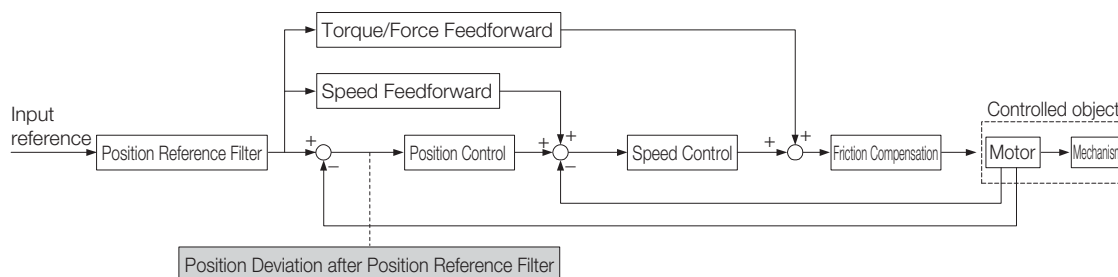 Torque/Force Feedforward
Speed Feedforward
Input
reference
Controlled object
+
+
+
+
+
Position Reference Filter
Position Control
Speed Control
Friction Compensation
Motor
Mechanism
+
−
−
Position Deviation after Position Reference Filter